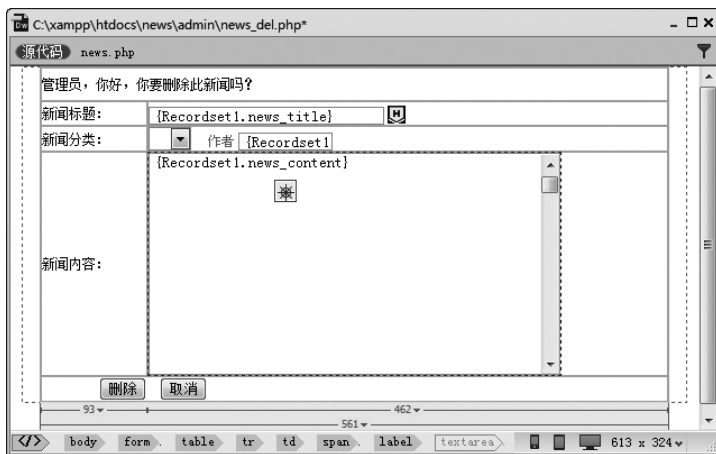 Dw C:\xampp\htdocs\news\admin\news_del.php*
源代码 news.php
管理员，你好，你要删除此新闻吗？
新闻标题： {Recordset1.news_title} H
新闻分类： 作者 {Recordset1
{Recordset1.news_content}
新闻内容：
删除 取消
93 462
561
</> body form table tr td span label textarea 613 x 324